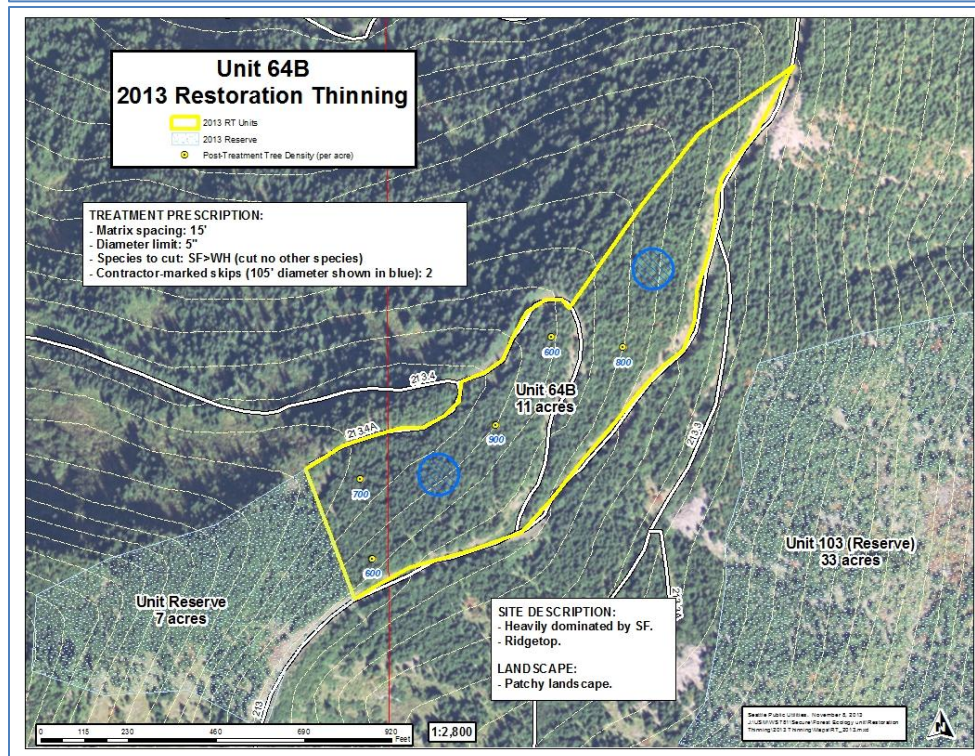 Unit 64B
2013 Restoration Thinning
2013 RT Units
2013 Reserve
Post-Treatment Tree Density (per acre)
TREATMENT PRESCRIPTION:
- Matrix spacing: 15'
- Diameter limit: 5"
- Species to cut: SF>WH (cut no other species)
- Contractor-marked skips (105' diameter shown in blue): 2
600
800
213.4
Unit 64B
11 acres
213.4A
900
213.3
700
600
Unit 103 (Reserve)
33 acres
Unit Reserve
7 acres
SITE DESCRIPTION:
- Heavily dominated by SF.
- Ridgetop.
LANDSCAPE:
- Patchy landscape.
213
0 115 230 460 690 920
Feet
1:2,800
Seattle Public Utilities, November 5, 2013